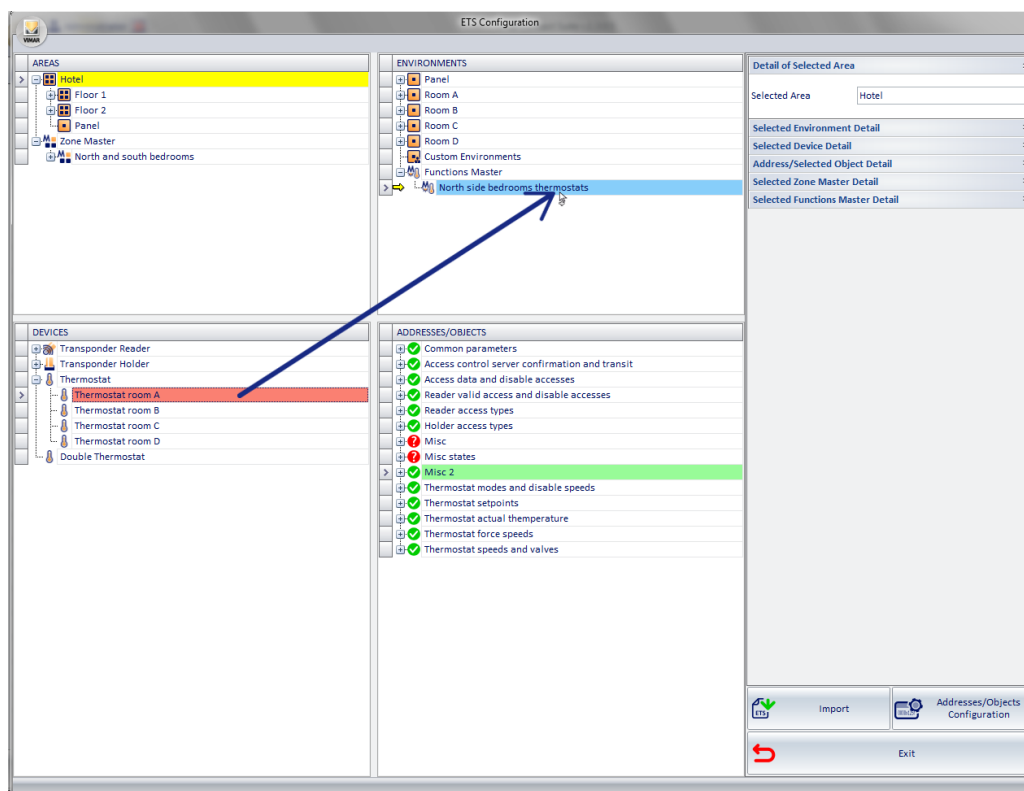 ETS Configuration
VIMAR
AREAS
Hotel
Floor 1
Floor 2
Panel
Zone Master
North and south bedrooms
ENVIRONMENTS
Panel
Room A
Room B
Room C
Room D
Custom Environments
Functions Master
North side bedrooms thermostats
Detail of Selected Area
Selected Area Hotel
Selected Environment Detail
Selected Device Detail
Address/Selected Object Detail
Selected Zone Master Detail
Selected Functions Master Detail
DEVICES
Transponder Reader
Transponder Holder
Thermostat
Thermostat room A
Thermostat room B
Thermostat room C
Thermostat room D
Double Thermostat
ADDRESSES/OBJECTS
Common parameters
Access control server confirmation and transit
Access data and disable accesses
Reader valid access and disable accesses
Reader access types
Holder access types
Misc
Misc states
Misc 2
Thermostat modes and disable speeds
Thermostat setpoints
Thermostat actual themperature
Thermostat force speeds
Thermostat speeds and valves
ETS
Import
Addresses/Objects
Configuration
Exit